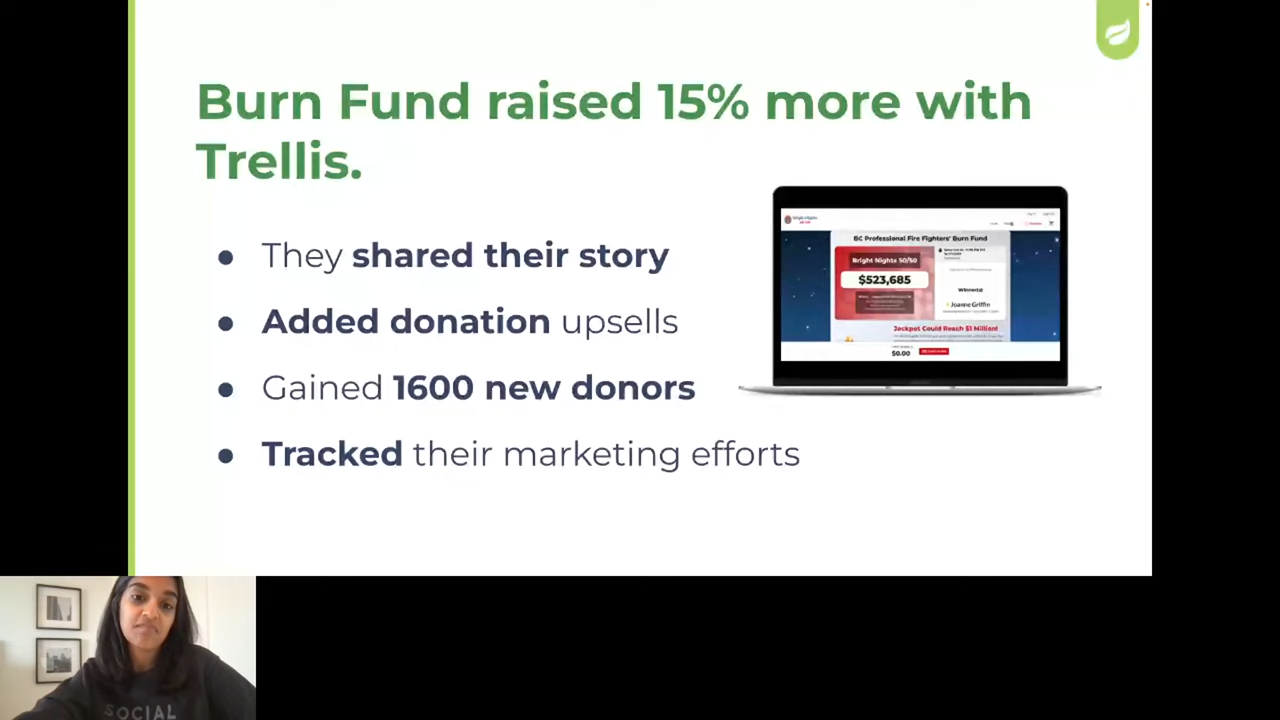 Burn Fund raised 15% more with
Trellis.
● They shared their story
● Added donation upsells
● Gained 1600 new donors
● Tracked their marketing efforts
BC Professional Fire Fighters' Burn Fund
Bright Nights 50/50
$523,685
Winner(s)
Joanne Griffin
Jackpot Could Reach $1 Million!
$0.00
SOCIAL